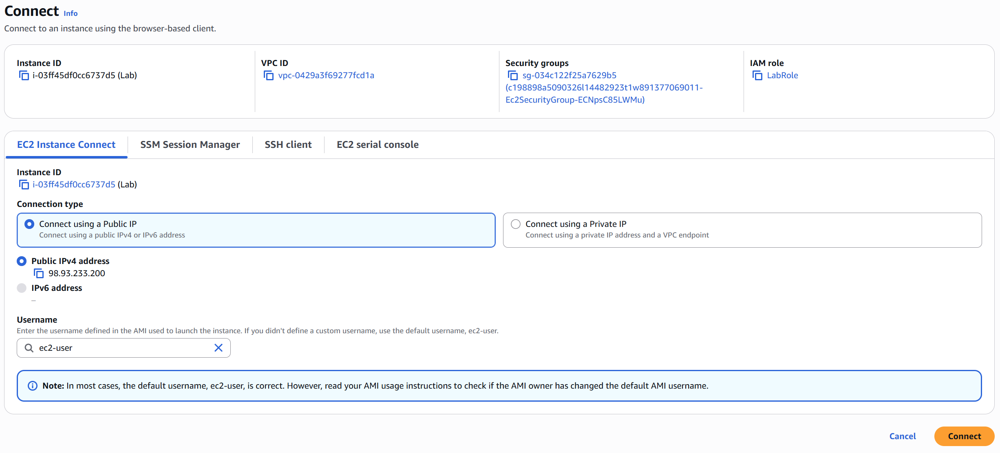 Connect Info
Connect to an instance using the browser-based client.
Instance ID
i-03ff45df0cc6737d5 (Lab)
VPC ID
vpc-0429a3f69277fcd1a
Security groups
sg-034c122f25a7629b5
(c198898a5090326l14482923t1w891377069011-
Ec2SecurityGroup-ECNpsC85LWMu)
IAM role
LabRole
EC2 Instance Connect
SSM Session Manager
SSH client
EC2 serial console
Instance ID
i-03ff45df0cc6737d5 (Lab)
Connection type
Connect using a Public IP
Connect using a public IPv4 or IPv6 address
Connect using a Private IP
Connect using a private IP address and a VPC endpoint
Public IPv4 address
98.93.233.200
IPv6 address
–
Username
Enter the username defined in the AMI used to launch the instance. If you didn't define a custom username, use the default username, ec2-user.
ec2-user
Note: In most cases, the default username, ec2-user, is correct. However, read your AMI usage instructions to check if the AMI owner has changed the default AMI username.
Cancel
Connect